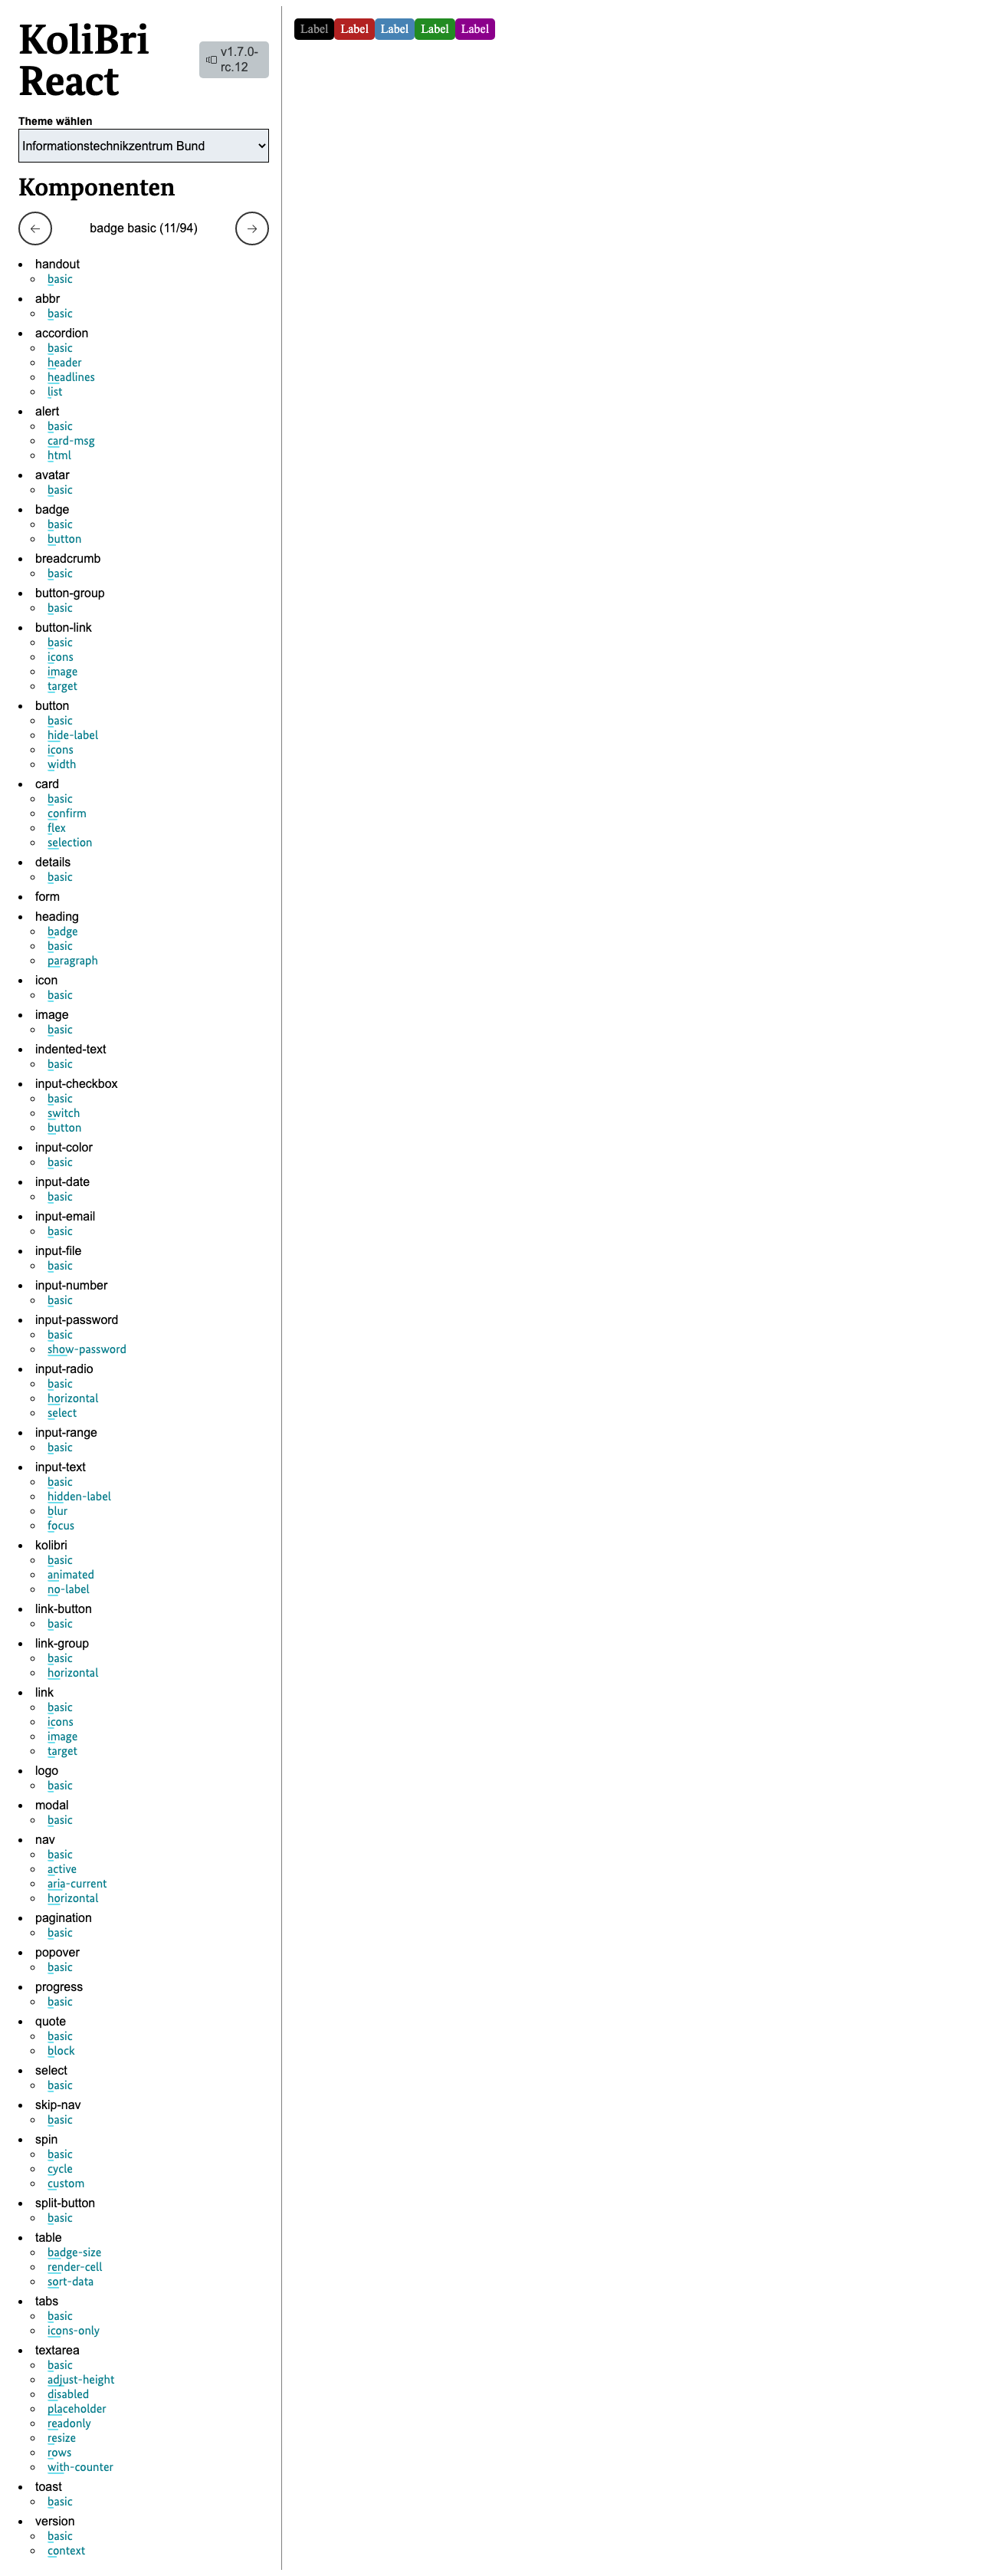 KoliBri
React
v1.7.0-
rc.12
Theme wählen
Informationstechnikzentrum Bund
Komponenten
badge basic (11/94)
handout
basic
abbr
basic
accordion
basic
header
headlines
list
alert
basic
card-msg
html
avatar
basic
badge
basic
button
breadcrumb
basic
button-group
basic
button-link
basic
icons
image
target
button
basic
hide-label
icons
width
card
basic
confirm
flex
selection
details
basic
form
heading
badge
basic
paragraph
icon
basic
image
basic
indented-text
basic
input-checkbox
basic
switch
button
input-color
basic
input-date
basic
input-email
basic
input-file
basic
input-number
basic
input-password
basic
show-password
input-radio
basic
horizontal
select
input-range
basic
input-text
basic
hidden-label
blur
focus
kolibri
basic
animated
no-label
link-button
basic
link-group
basic
horizontal
link
basic
icons
image
target
logo
basic
modal
basic
nav
basic
active
aria-current
horizontal
pagination
basic
popover
basic
progress
basic
quote
basic
block
select
basic
skip-nav
basic
spin
basic
cycle
custom
split-button
basic
table
badge-size
render-cell
sort-data
tabs
basic
icons-only
textarea
basic
adjust-height
disabled
placeholder
readonly
resize
rows
with-counter
toast
basic
version
basic
context
Label Label Label Label Label